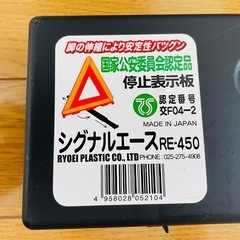 脚の伸縮により安定性バツグン
国家公安委員会認定品
停止表示板
認定番号
交F04-2
MADE IN JAPAN
シグナルエース RE-450
RYOEI PLASTIC CO., LTD PHONE:025-275-4908
4 958028 052104